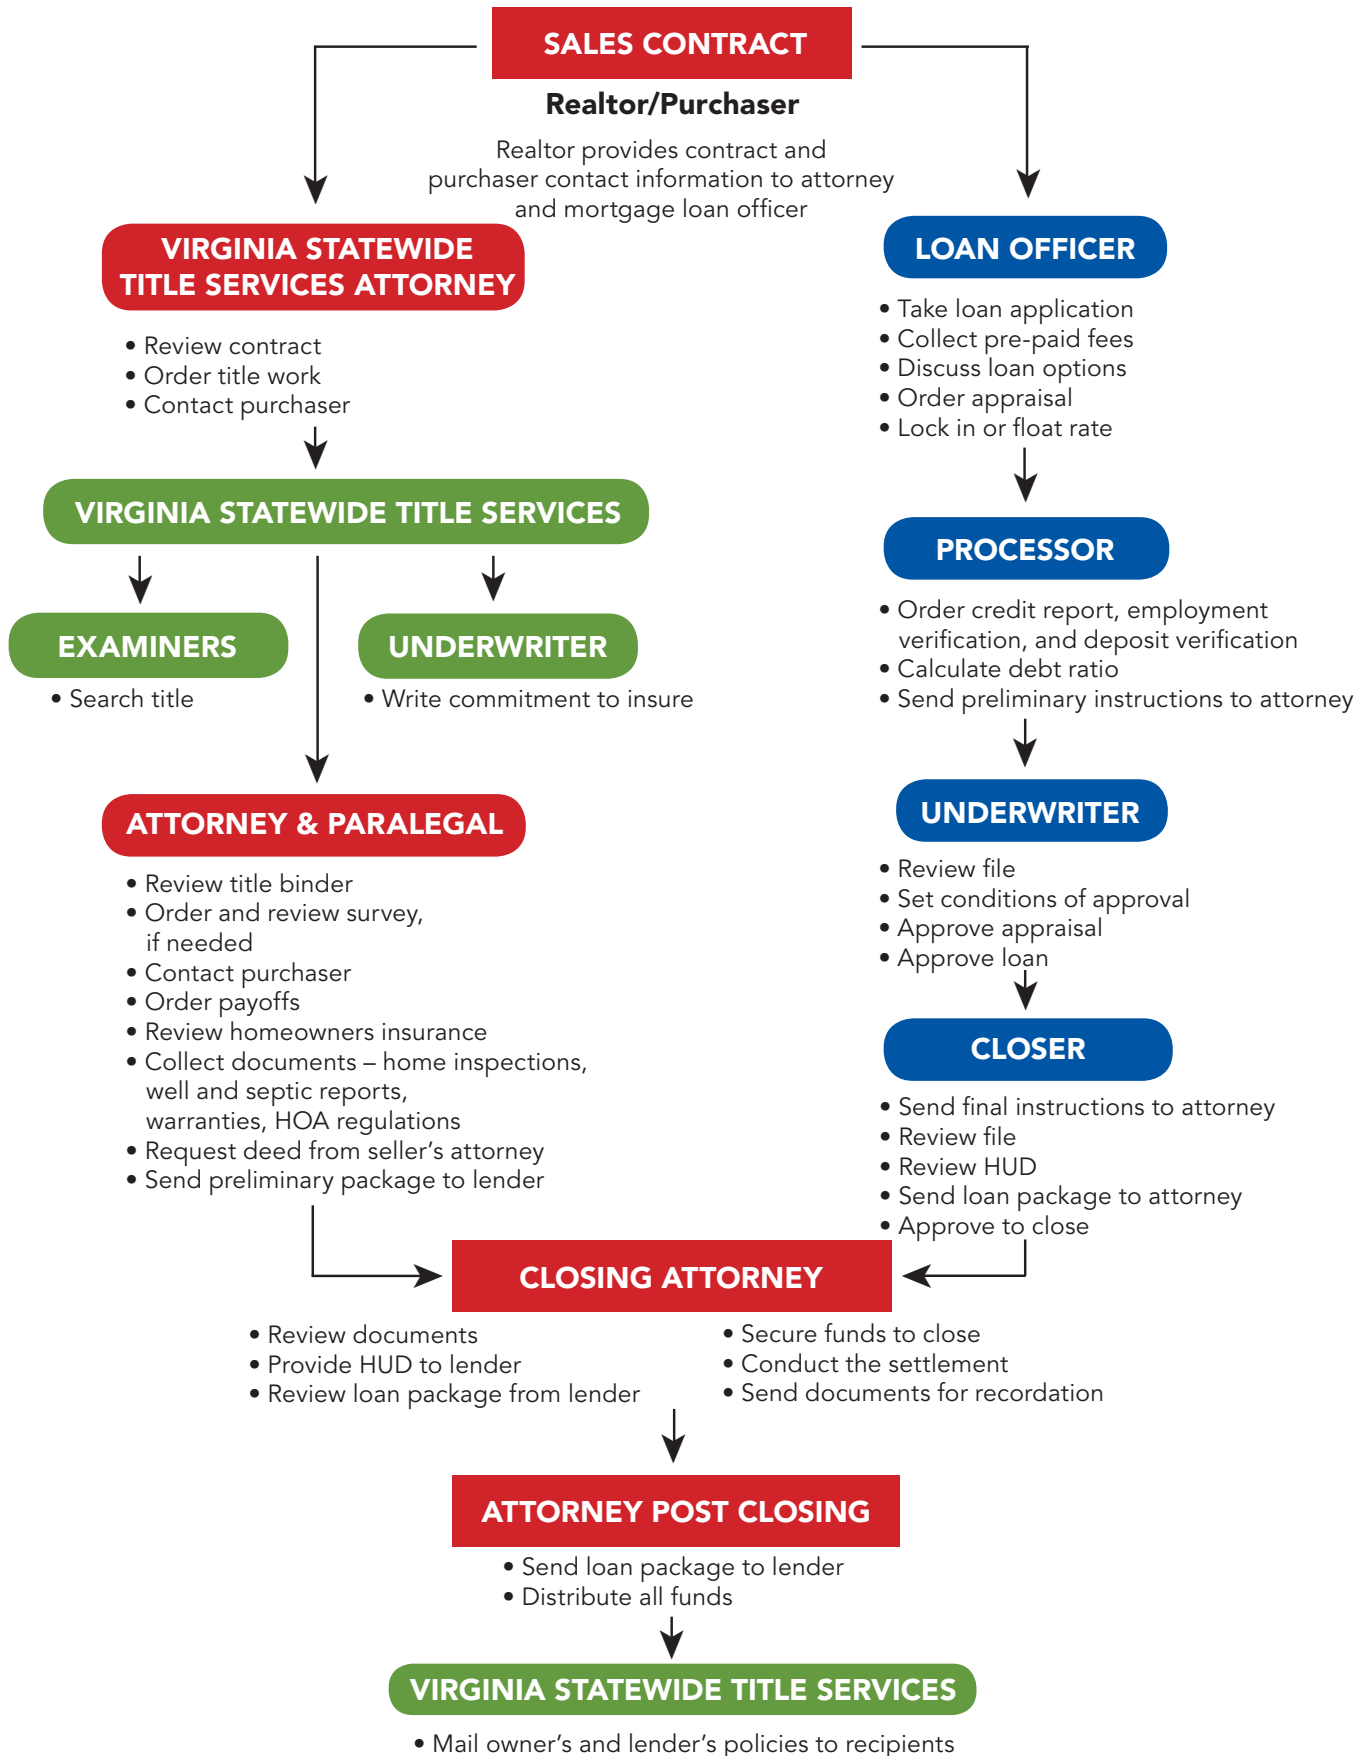 SALES CONTRACT
Realtor/Purchaser
Realtor provides contract and
purchaser contact information to attorney
and mortgage loan officer
VIRGINIA STATEWIDE
TITLE SERVICES ATTORNEY
• Review contract
• Order title work
• Contact purchaser
VIRGINIA STATEWIDE TITLE SERVICES
EXAMINERS
• Search title
UNDERWRITER
• Write commitment to insure
ATTORNEY & PARALEGAL
• Review title binder
• Order and review survey,
if needed
• Contact purchaser
• Order payoffs
• Review homeowners insurance
• Collect documents – home inspections,
well and septic reports,
warranties, HOA regulations
• Request deed from seller’s attorney
• Send preliminary package to lender
LOAN OFFICER
• Take loan application
• Collect pre-paid fees
• Discuss loan options
• Order appraisal
• Lock in or float rate
PROCESSOR
• Order credit report, employment
verification, and deposit verification
• Calculate debt ratio
• Send preliminary instructions to attorney
UNDERWRITER
• Review file
• Set conditions of approval
• Approve appraisal
• Approve loan
CLOSER
• Send final instructions to attorney
• Review file
• Review HUD
• Send loan package to attorney
• Approve to close
CLOSING ATTORNEY
• Review documents
• Provide HUD to lender
• Review loan package from lender
• Secure funds to close
• Conduct the settlement
• Send documents for recordation
ATTORNEY POST CLOSING
• Send loan package to lender
• Distribute all funds
VIRGINIA STATEWIDE TITLE SERVICES
• Mail owner’s and lender’s policies to recipients